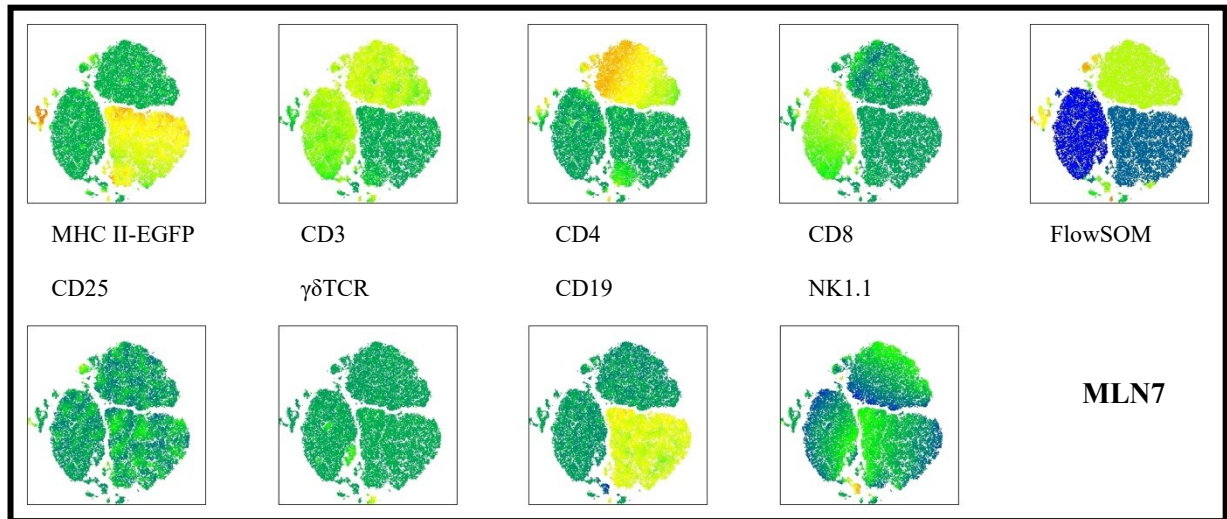 MHC II-EGFP CD3 CD4 CD8 FlowSOM
CD25 γδTCR CD19 NK1.1
MLN7